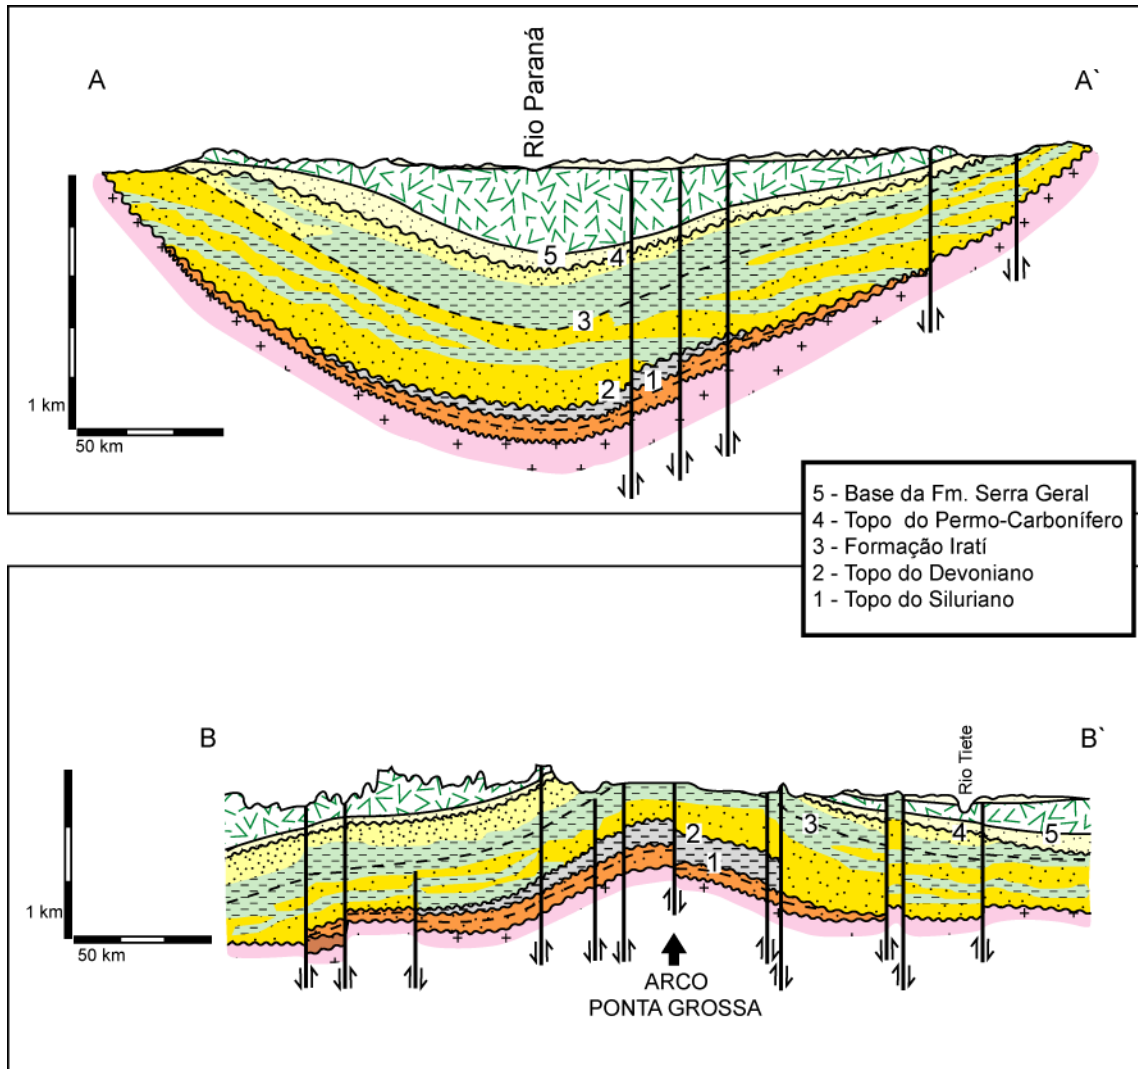 A
Rio Paraná
A`
5
4
3
1
2
1 km
50 km
5 - Base da Fm. Serra Geral
4 - Topo do Permo-Carbonífero
3 - Formação Iratí
2 - Topo do Devoniano
1 - Topo do Siluriano
B
Rio Tiete
B`
2
3
4
5
1
1 km
50 km
ARCO
PONTA GROSSA